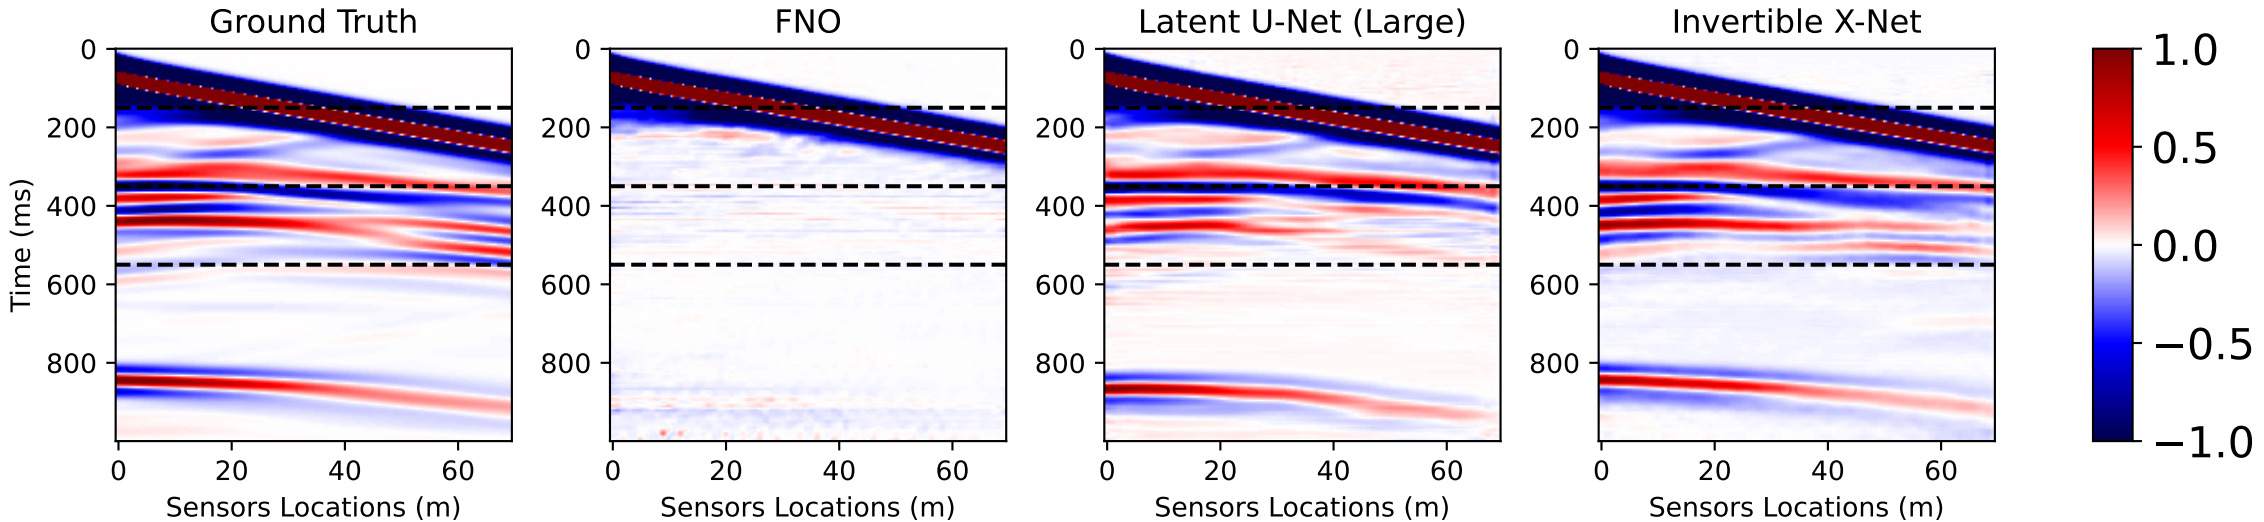 Ground Truth
FNO
Latent U-Net (Large)
Invertible X-Net
0
200
400
600
800
Time (ms)
0 20 40 60
Sensors Locations (m)
0
200
400
600
800
0 20 40 60
Sensors Locations (m)
0
200
400
600
800
0 20 40 60
Sensors Locations (m)
0
200
400
600
800
0 20 40 60
Sensors Locations (m)
1.0
0.5
0.0
−0.5
−1.0